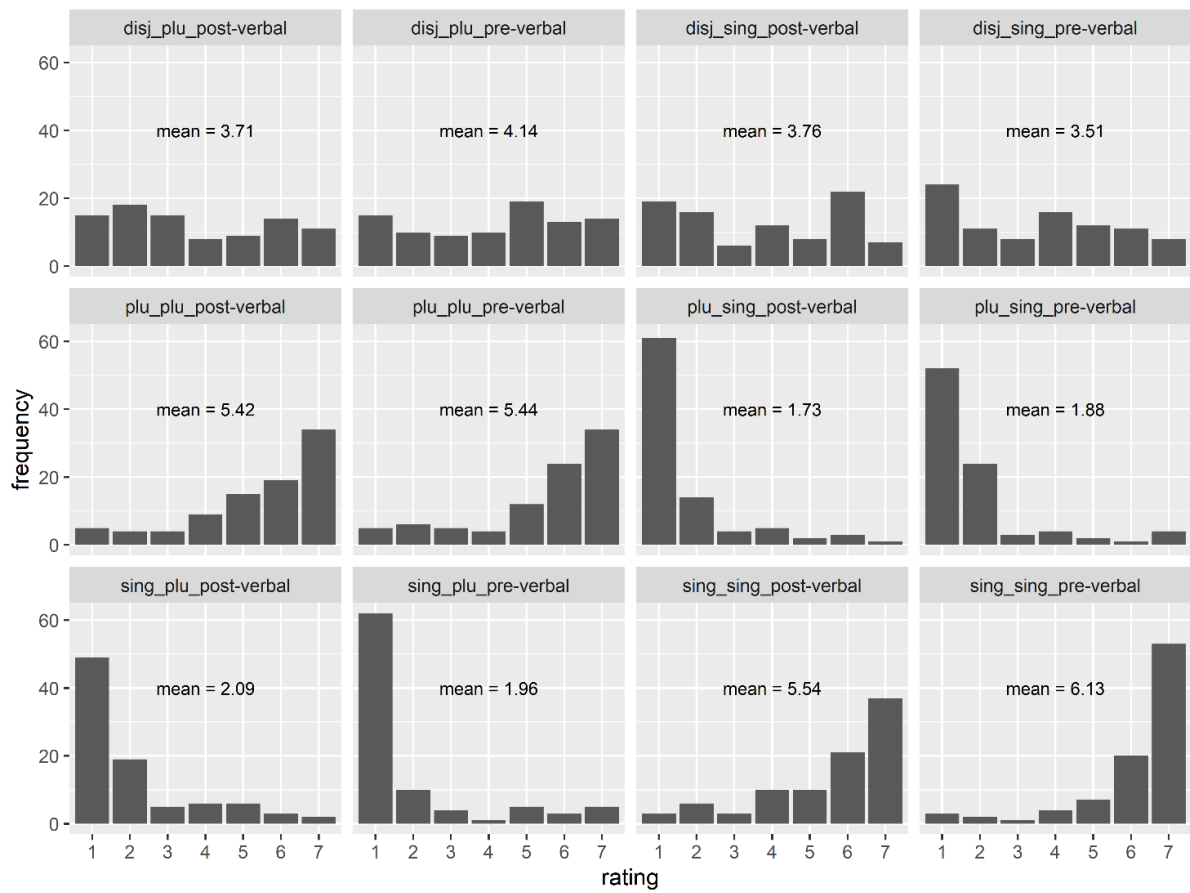 disj_plu_post-verbal
disj_plu_pre-verbal
disj_sing_post-verbal
disj_sing_pre-verbal
60
40
20
0
mean = 3.71
mean = 4.14
mean = 3.76
mean = 3.51
plu_plu_post-verbal
plu_plu_pre-verbal
plu_sing_post-verbal
plu_sing_pre-verbal
frequency
60
40
20
0
mean = 5.42
mean = 5.44
mean = 1.73
mean = 1.88
sing_plu_post-verbal
sing_plu_pre-verbal
sing_sing_post-verbal
sing_sing_pre-verbal
60
40
20
0
mean = 2.09
mean = 1.96
mean = 5.54
mean = 6.13
1 2 3 4 5 6 7
1 2 3 4 5 6 7
1 2 3 4 5 6 7
1 2 3 4 5 6 7
rating